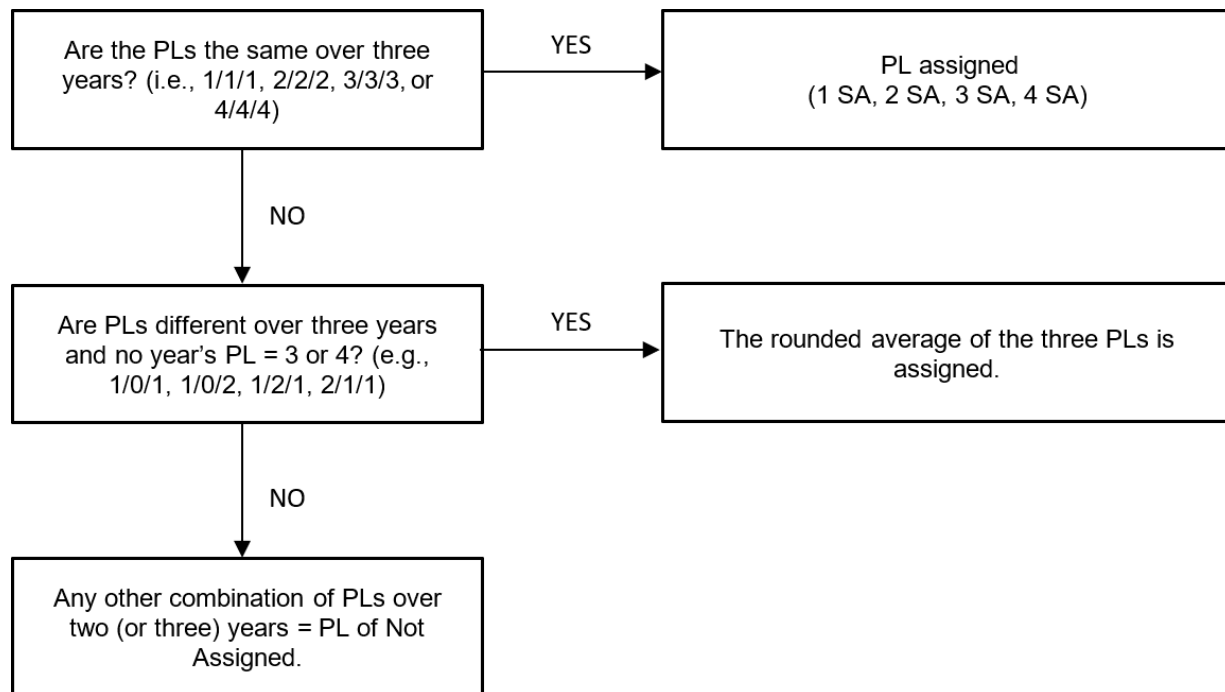 Are the PLs the same over three
years? (i.e., 1/1/1, 2/2/2, 3/3/3, or
4/4/4)
YES
PL assigned
(1 SA, 2 SA, 3 SA, 4 SA)
NO
Are PLs different over three years
and no year’s PL = 3 or 4? (e.g.,
1/0/1, 1/0/2, 1/2/1, 2/1/1)
YES
The rounded average of the three PLs is
assigned.
NO
Any other combination of PLs over
two (or three) years = PL of Not
Assigned.